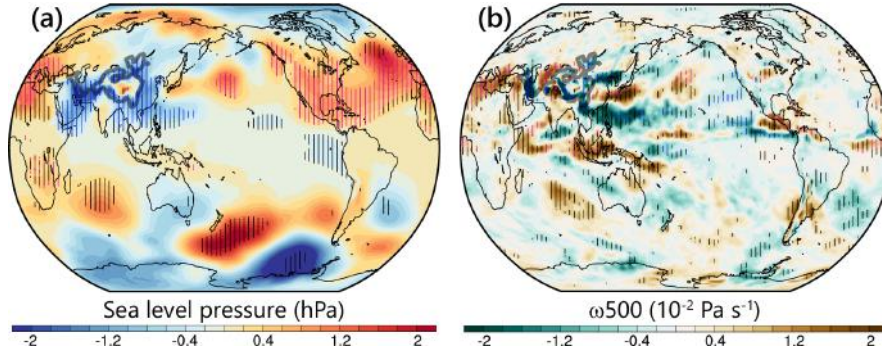 (a)
(b)
Sea level pressure (hPa)
ω500 (10⁻² Pa s⁻¹)
-2 -1.2 -0.4 0.4 1.2 2
-2 -1.2 -0.4 0.4 1.2 2